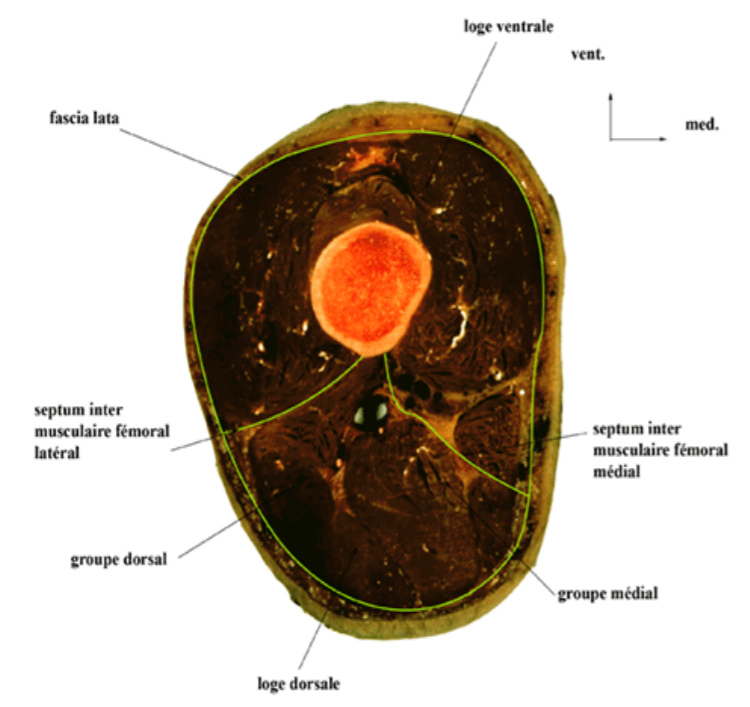 loge ventrale
vent.
fascia lata
med.
septum inter
musculaire fémoral
latéral
septum inter
musculaire fémoral
médial
groupe dorsal
groupe médial
loge dorsale